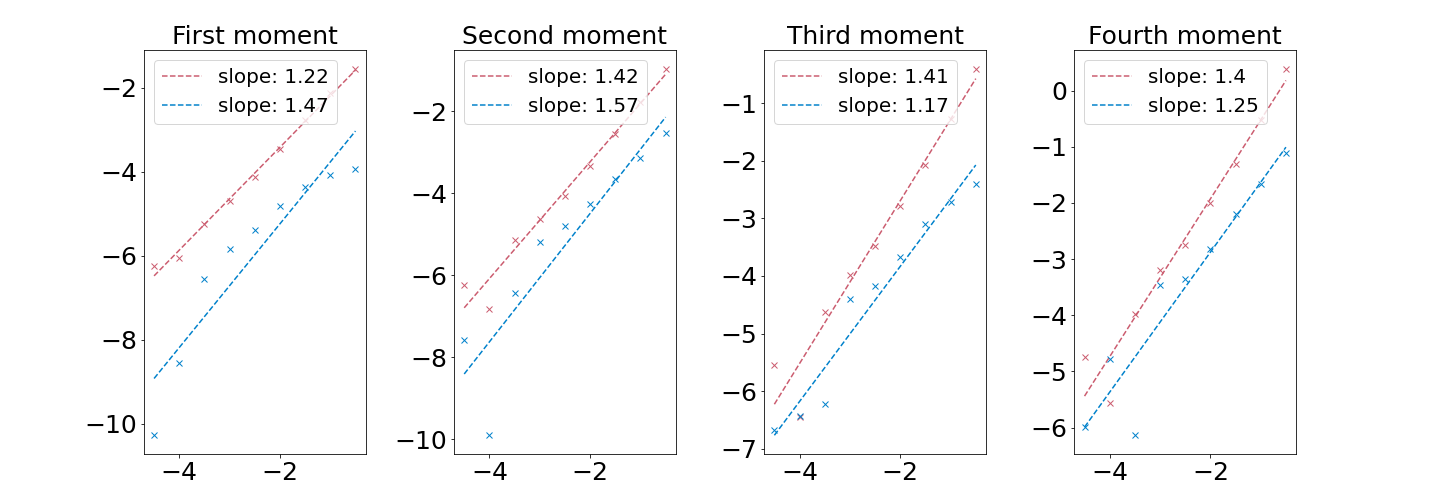 First moment
slope: 1.22
slope: 1.47
−2
−4
−6
−8
−10
−4 −2
Second moment
slope: 1.42
slope: 1.57
−2
−4
−6
−8
−10
−4 −2
Third moment
slope: 1.41
slope: 1.17
−1
−2
−3
−4
−5
−6
−7
−4 −2
Fourth moment
slope: 1.4
slope: 1.25
0
−1
−2
−3
−4
−5
−6
−4 −2